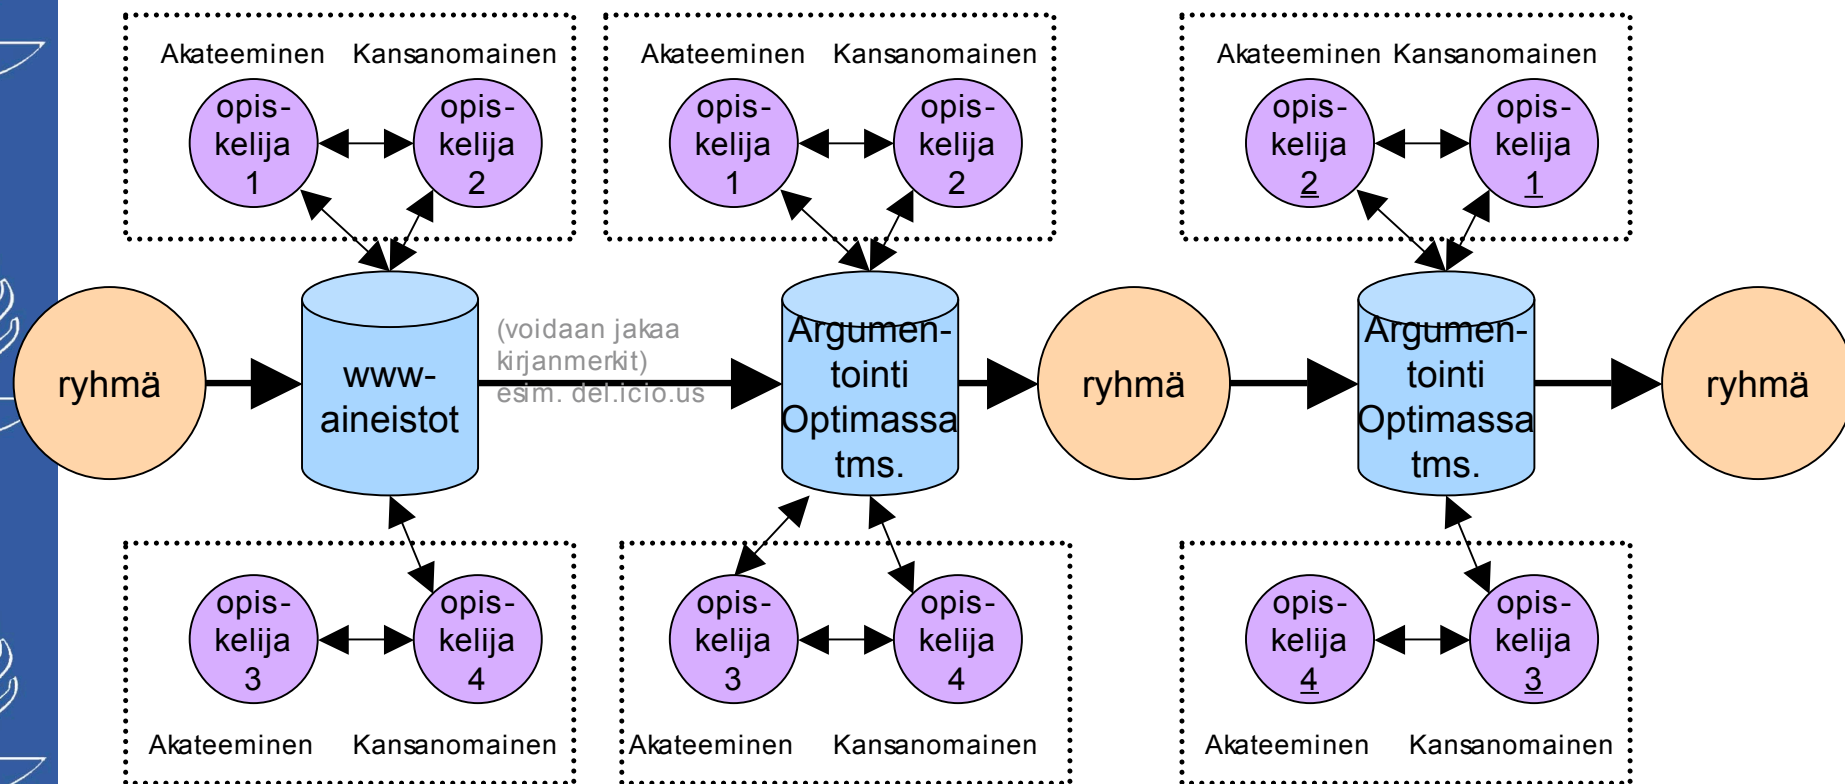 Akateeminen Kansanomainen
opis-
kelija
1
opis-
kelija
2
Akateeminen Kansanomainen
opis-
kelija
1
opis-
kelija
2
Akateeminen Kansanomainen
opis-
kelija
2
opis-
kelija
1
ryhmä
www-
aineistot
(voidaan jakaa
kirjanmerkit)
esim. del.icio.us
Argumen-
tointi
Optimassa
tms.
ryhmä
Argumen-
tointi
Optimassa
tms.
ryhmä
opis-
kelija
3
opis-
kelija
4
Akateeminen Kansanomainen
opis-
kelija
3
opis-
kelija
4
Akateeminen Kansanomainen
opis-
kelija
4
opis-
kelija
3
Akateeminen Kansanomainen